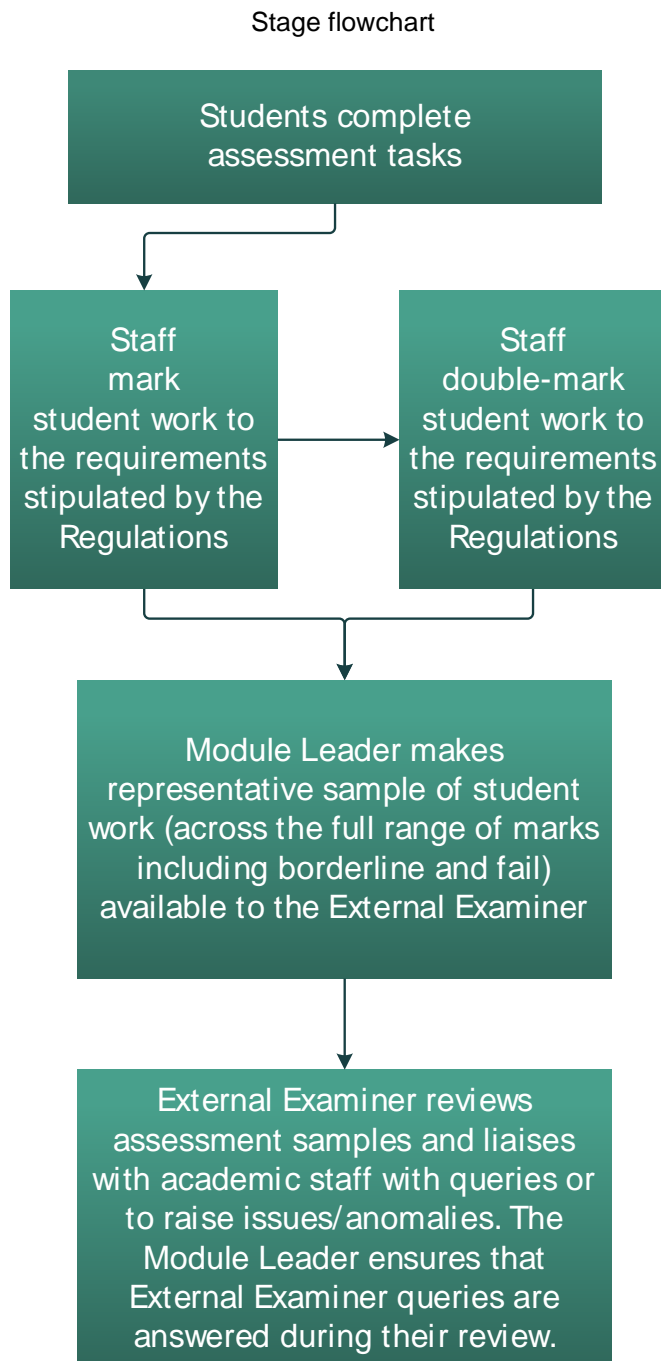 Stage flowchart
Students complete
assessment tasks
Staff
mark
student work to
the requirements
stipulated by the
Regulations
Staff
double-mark
student work to
the requirements
stipulated by the
Regulations
Module Leader makes
representative sample of student
work (across the full range of marks
including borderline and fail)
available to the External Examiner
External Examiner reviews
assessment samples and liaises
with academic staff with queries or
to raise issues/anomalies. The
Module Leader ensures that
External Examiner queries are
answered during their review.